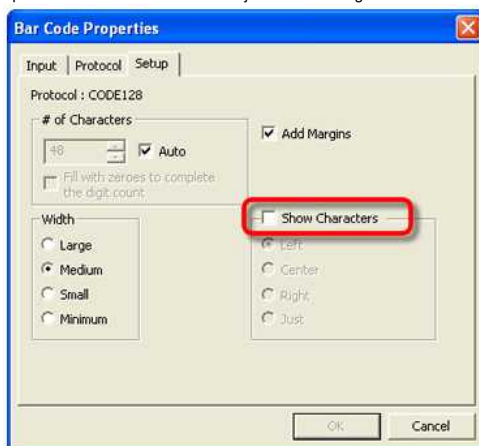 Bar Code Properties
Input
Protocol
Setup
Protocol : CODE128
# of Characters
48
Auto
Fill with zeroes to complete
the digit count
Add Margins
Width
Large
Medium
Small
Minimum
Show Characters
Left
Center
Right
Just
OK
Cancel